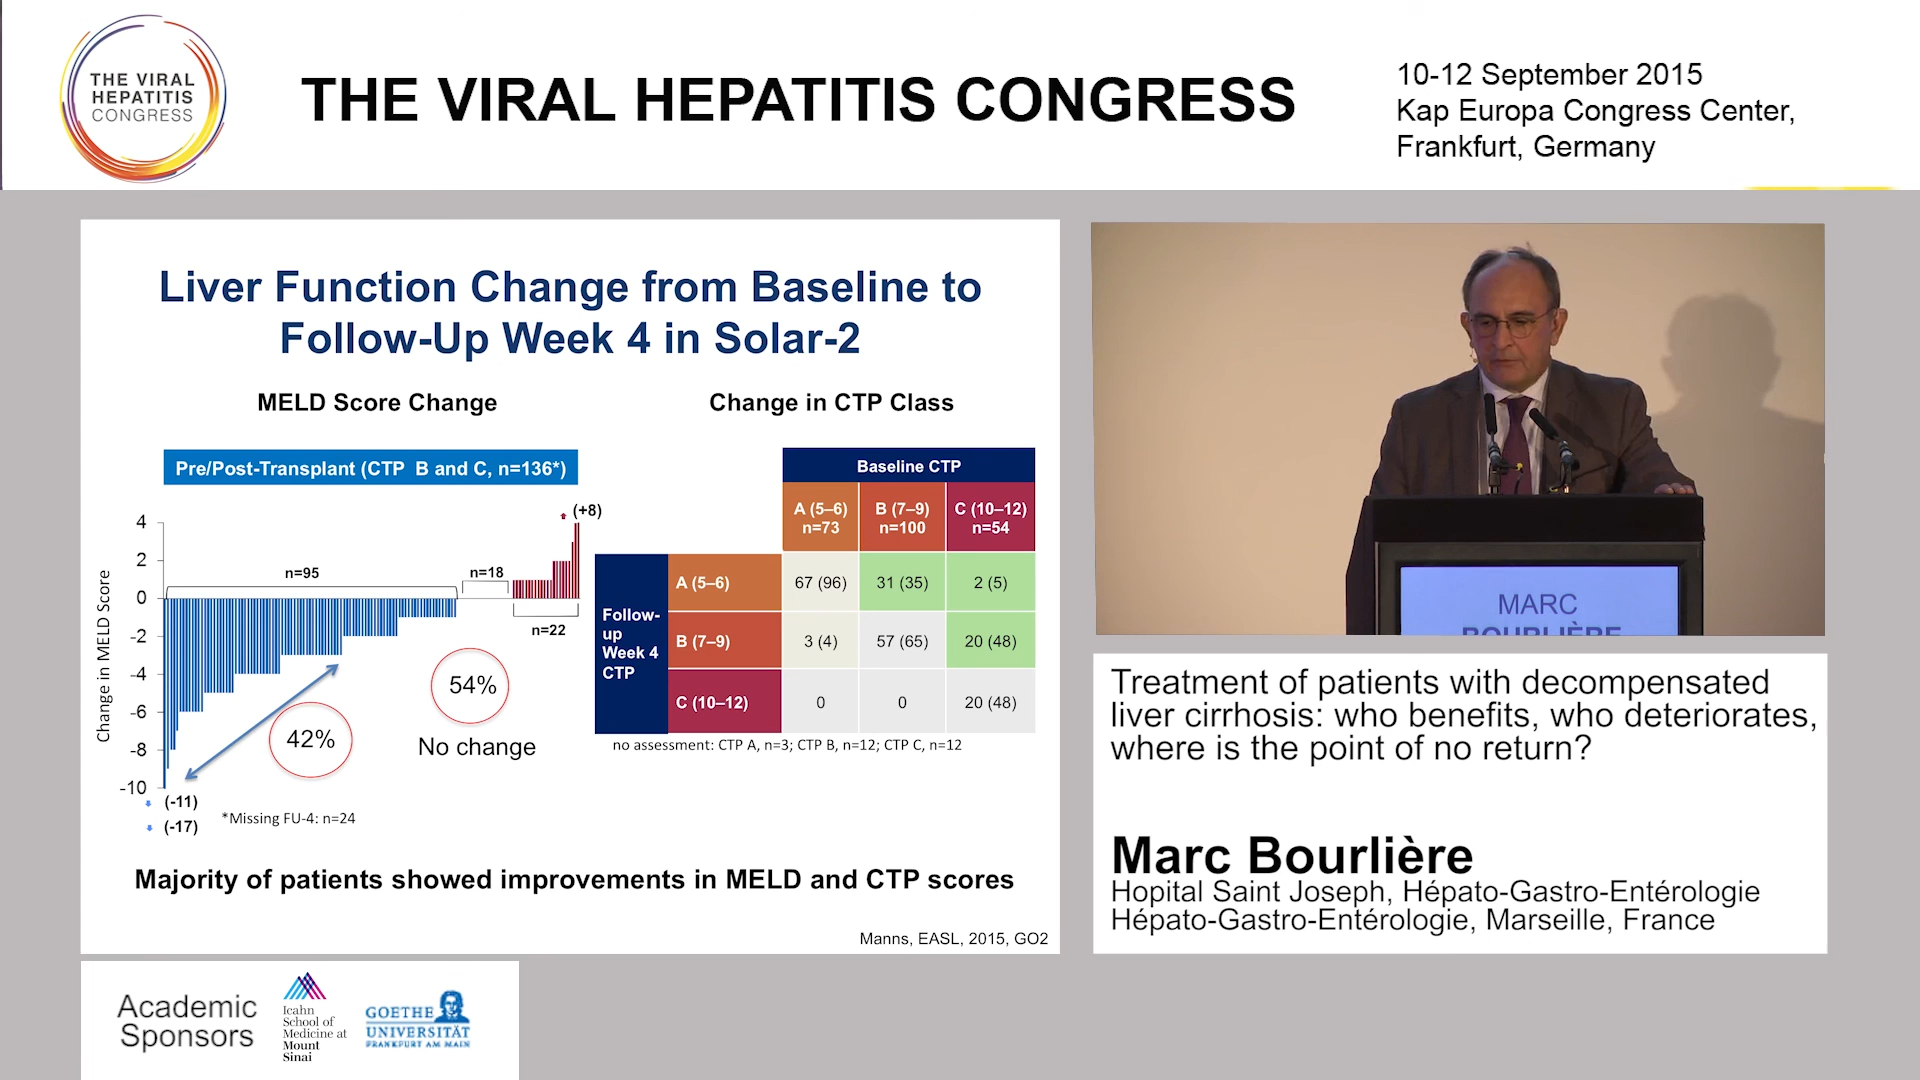 THE VIRAL
HEPATITIS
CONGRESS
THE VIRAL HEPATITIS CONGRESS
10-12 September 2015
Kap Europa Congress Center,
Frankfurt, Germany
Liver Function Change from Baseline to
Follow-Up Week 4 in Solar-2
MELD Score Change
Change in CTP Class
Pre/Post-Transplant (CTP B and C, n=136*)
Change in MELD Score
4
2
0
-2
-4
-6
-8
-10
(-11)
(-17)
n=95
n=18
(+8)
n=22
42%
54%
No change
*Missing FU-4: n=24
Baseline CTP
A (5–6)
n=73
B (7–9)
n=100
C (10–12)
n=54
Follow-
up
Week 4
CTP
A (5–6) 67 (96) 31 (35) 2 (5)
B (7–9) 3 (4) 57 (65) 20 (48)
C (10–12) 0 0 20 (48)
no assessment: CTP A, n=3; CTP B, n=12; CTP C, n=12
Majority of patients showed improvements in MELD and CTP scores
Manns, EASL, 2015, GO2
MARC
BOURLIÈRE
Treatment of patients with decompensated
liver cirrhosis: who benefits, who deteriorates,
where is the point of no return?
Marc Bourlière
Hopital Saint Joseph, Hépato-Gastro-Entérologie
Hépato-Gastro-Entérologie, Marseille, France
Academic
Sponsors
Icahn
School of
Medicine at
Mount
Sinai
GOETHE
UNIVERSITÄT
FRANKFURT AM MAIN